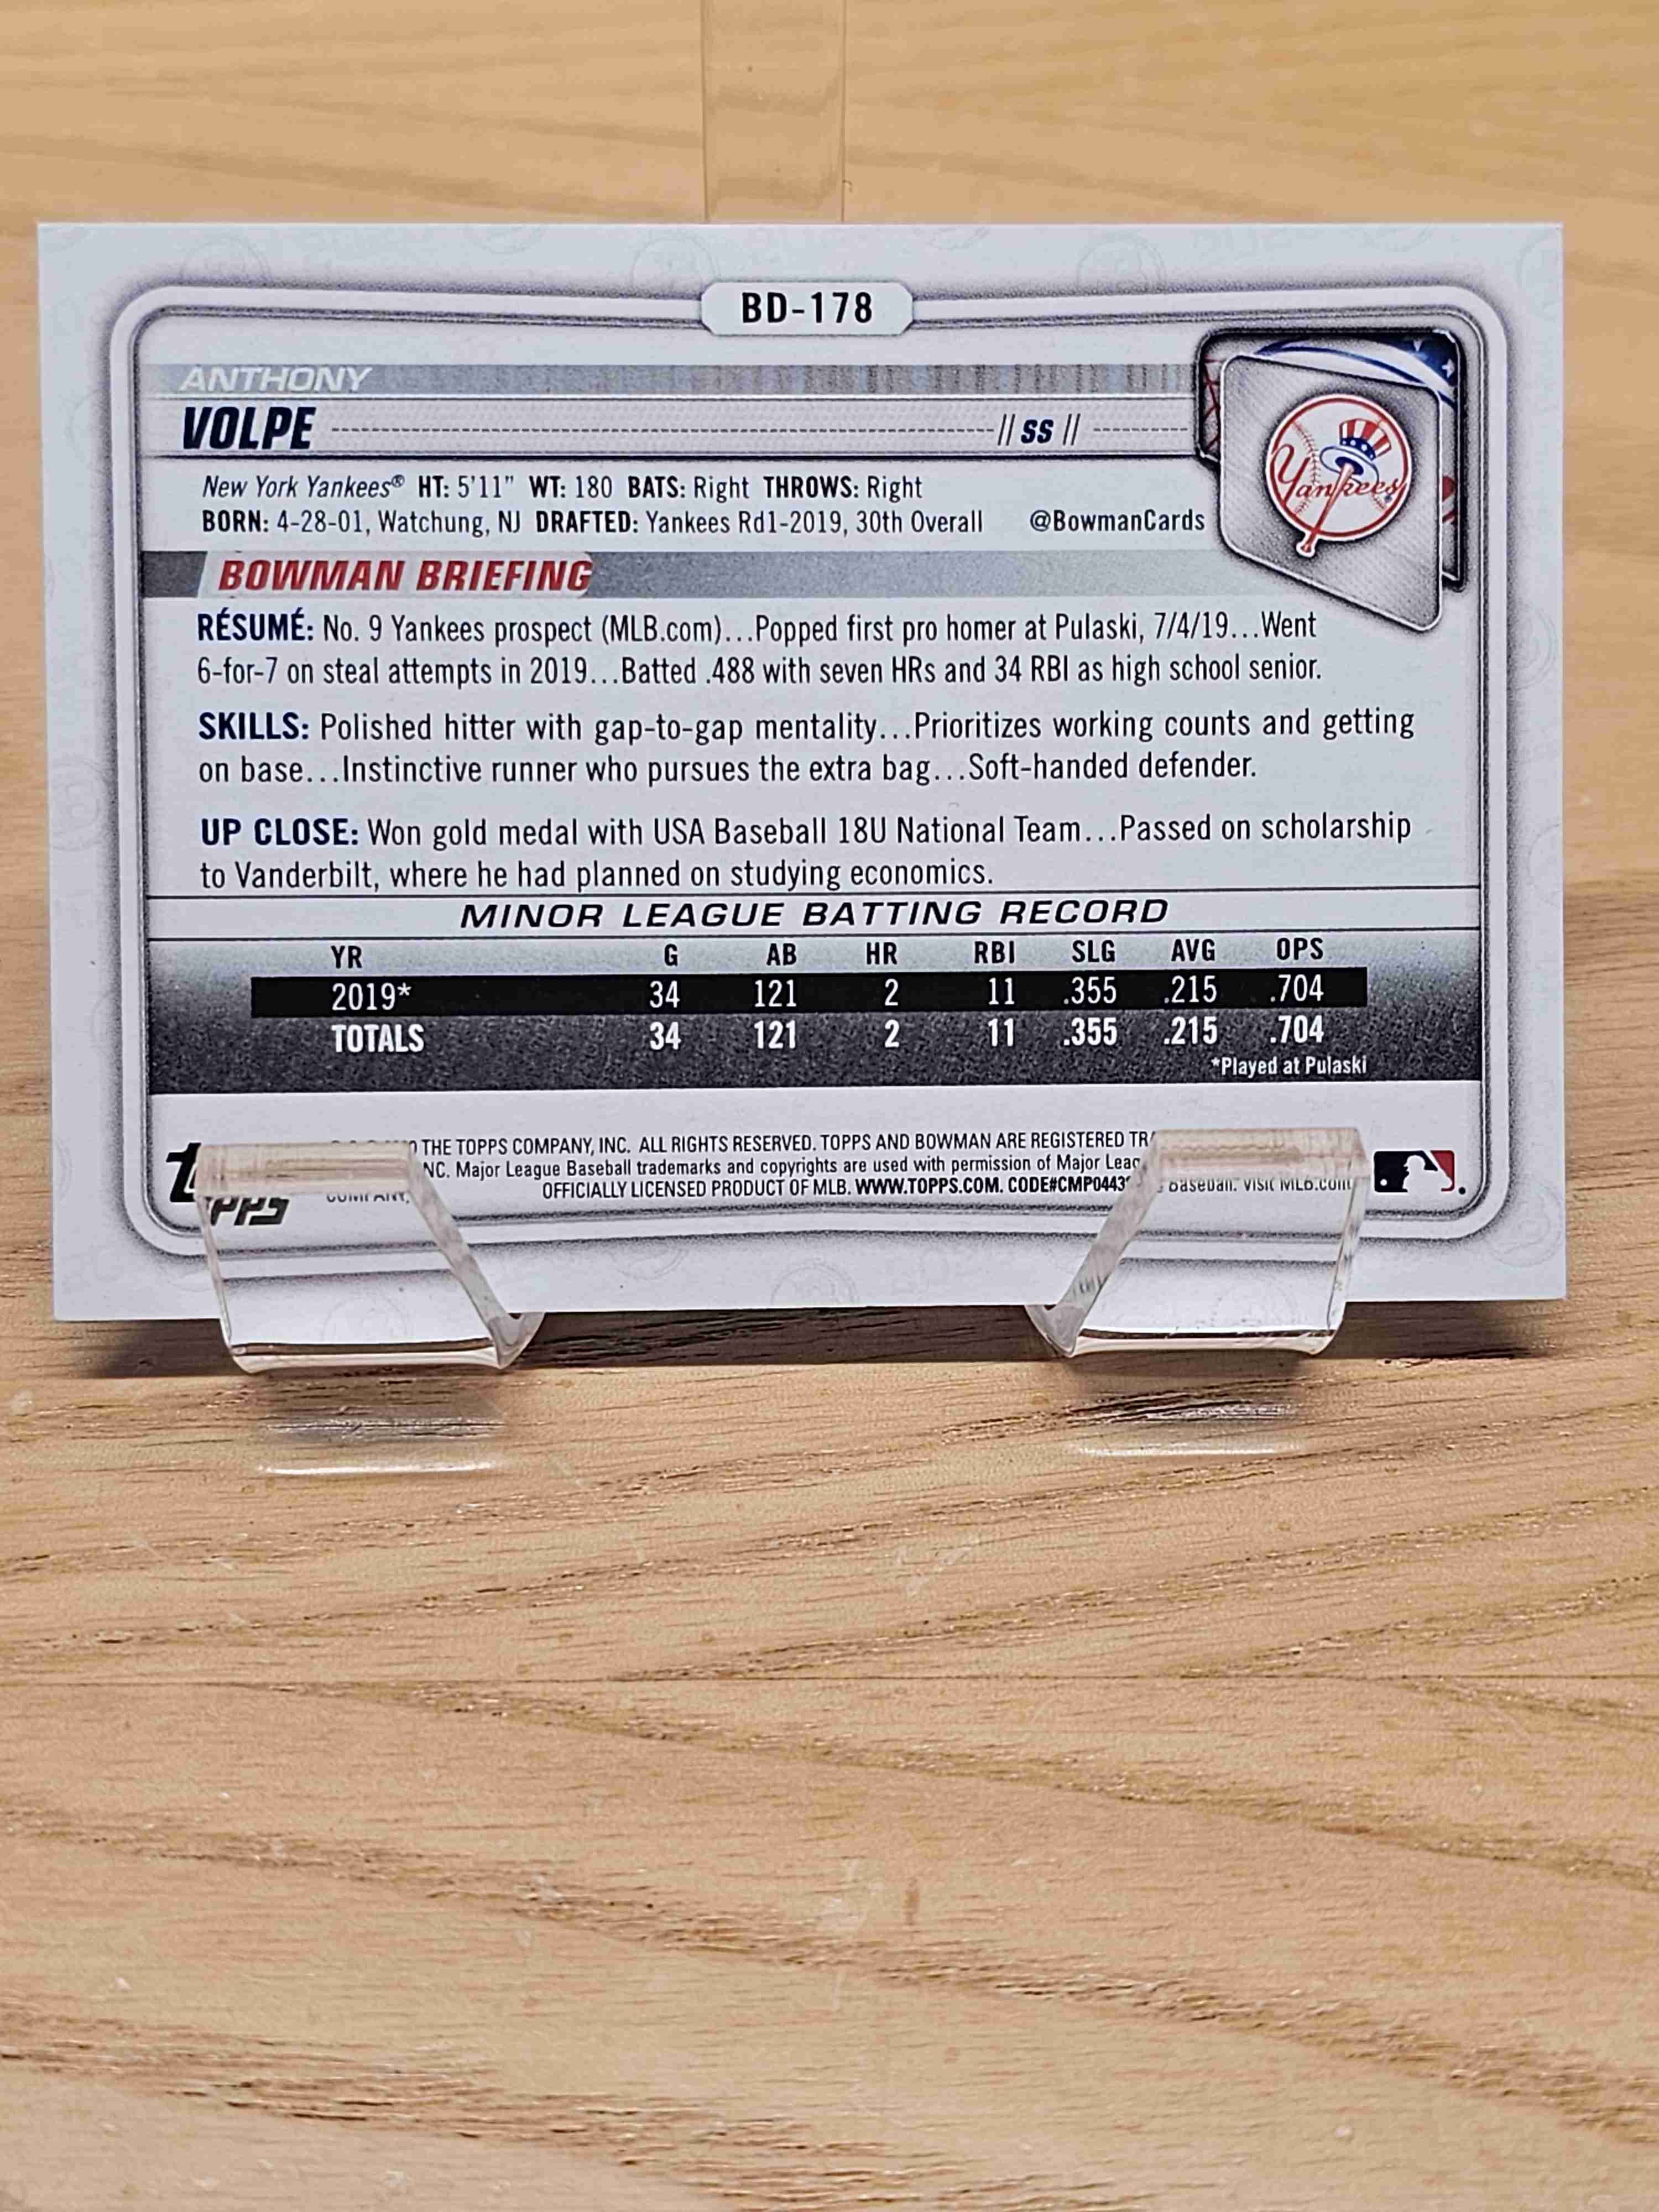 BD-178
ANTHONY
VOLPE // SS //
New York Yankees® HT: 5'11" WT: 180 BATS: Right THROWS: Right
BORN: 4-28-01, Watchung, NJ DRAFTED: Yankees Rd1-2019, 30th Overall @BowmanCards
Yankees
BOWMAN BRIEFING
RÉSUMÉ: No. 9 Yankees prospect (MLB.com)...Popped first pro homer at Pulaski, 7/4/19...Went
6-for-7 on steal attempts in 2019...Batted .488 with seven HRs and 34 RBI as high school senior.
SKILLS: Polished hitter with gap-to-gap mentality...Prioritizes working counts and getting
on base...Instinctive runner who pursues the extra bag...Soft-handed defender.
UP CLOSE: Won gold medal with USA Baseball 18U National Team...Passed on scholarship
to Vanderbilt, where he had planned on studying economics.
MINOR LEAGUE BATTING RECORD
YR G AB HR RBI SLG AVG OPS
2019* 34 121 2 11 .355 .215 .704
TOTALS 34 121 2 11 .355 .215 .704
*Played at Pulaski
THE TOPPS COMPANY, INC. ALL RIGHTS RESERVED. TOPPS AND BOWMAN ARE REGISTERED
Major League Baseball trademarks and copyrights are used with permission of Major
COMPANY, OFFICIALLY LICENSED PRODUCT OF MLB. WWW.TOPPS.COM. Baseball. Visit MLB.com
topps